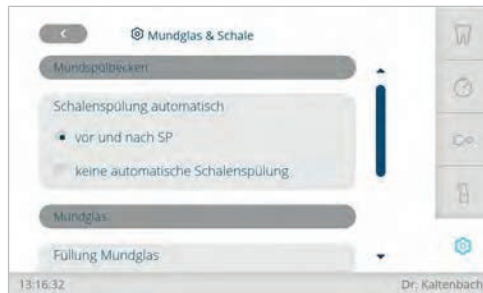 Mundglas & Schale
Mundspülbecken
Schalenspülung automatisch
vor und nach SP
keine automatische Schalenspülung
Mundglas
Füllung Mundglas
13:16:32
Dr. Kaltenbach